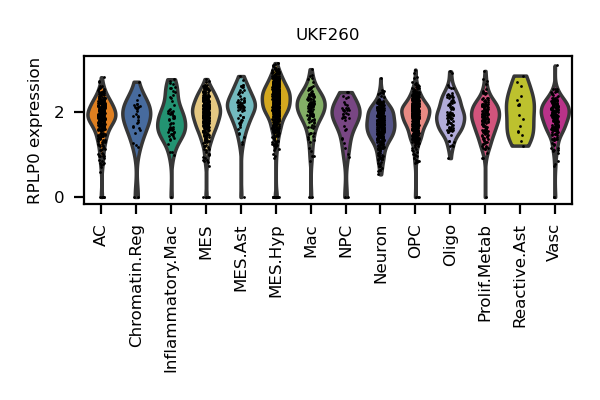 UKF260
RPLP0 expression
2
0
AC
Chromatin.Reg
Inflammatory.Mac
MES
MES.Ast
MES.Hyp
Mac
NPC
Neuron
OPC
Oligo
Prolif.Metab
Reactive.Ast
Vasc